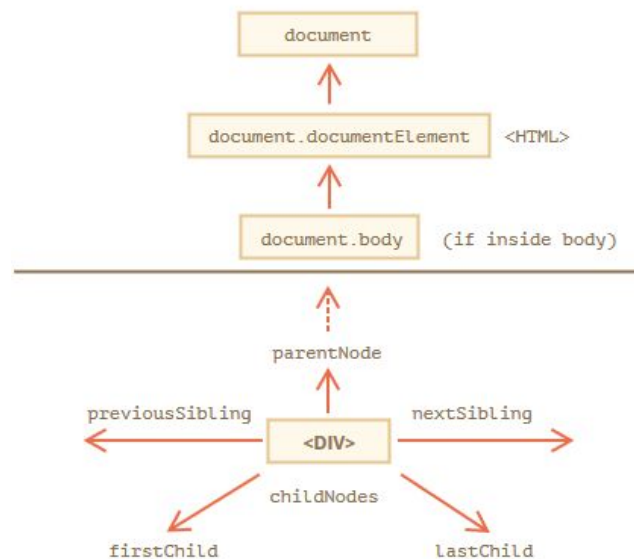 document
document.documentElement <HTML>
document.body (if inside body)
parentNode
previousSibling nextSibling
<DIV>
childNodes
firstChild lastChild